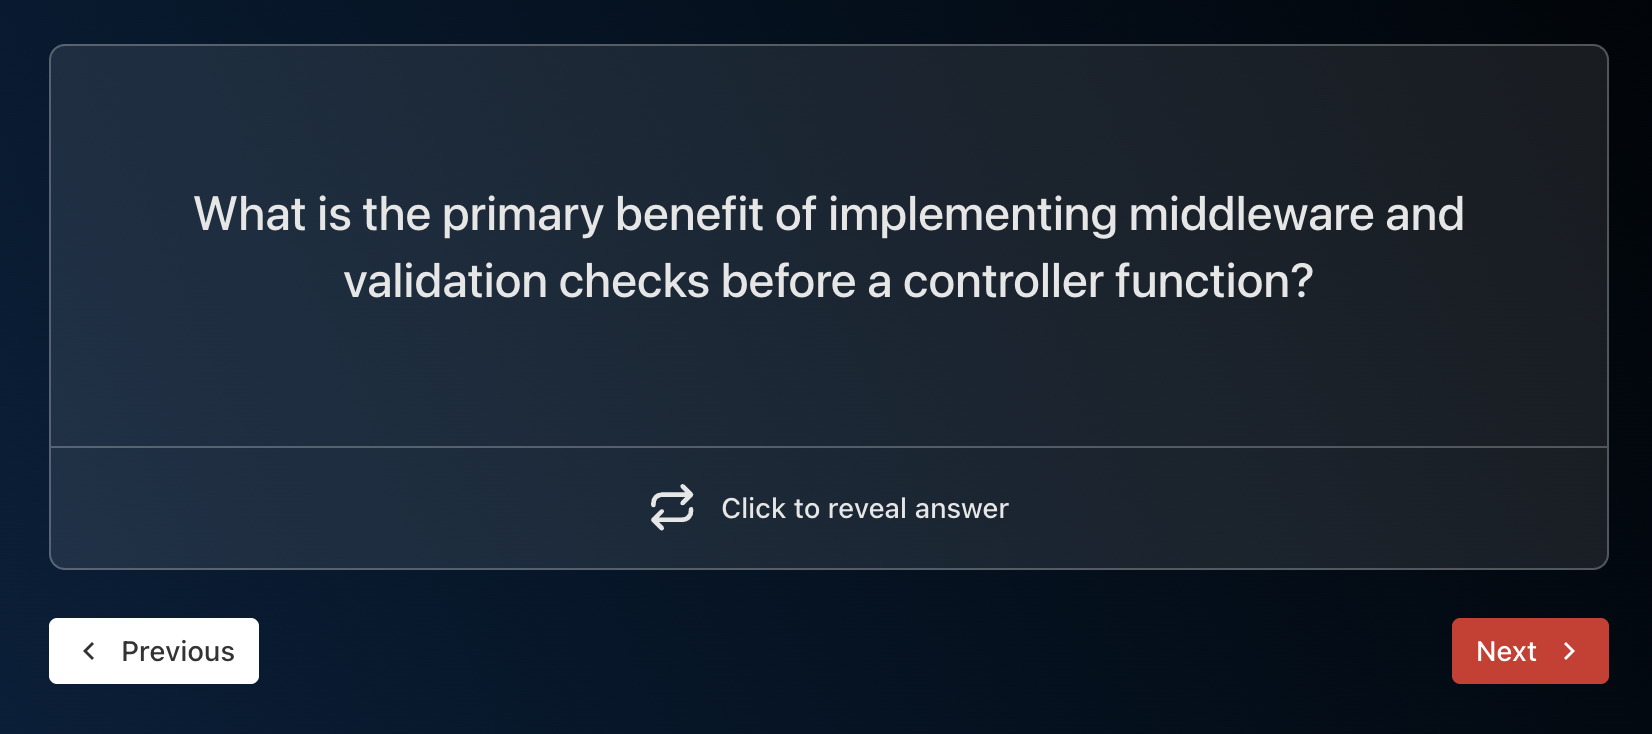 What is the primary benefit of implementing middleware and
validation checks before a controller function?
Click to reveal answer
Previous
Next